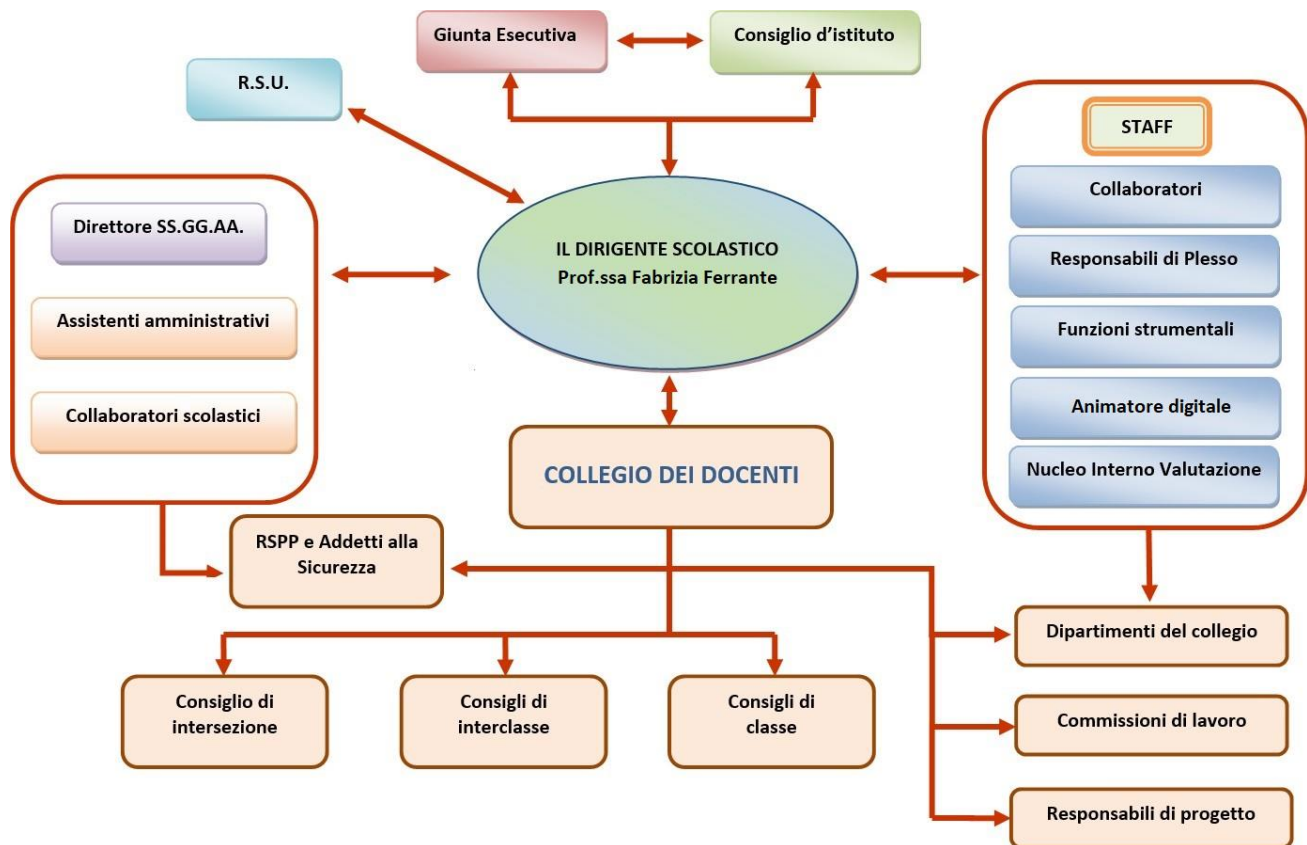 Giunta Esecutiva
Consiglio d’istituto
R.S.U.
STAFF
Collaboratori
Direttore SS.GG.AA.
IL DIRIGENTE SCOLASTICO
Prof.ssa Fabrizia Ferrante
Responsabili di Plesso
Assistenti amministrativi
Funzioni strumentali
Collaboratori scolastici
Animatore digitale
COLLEGIO DEI DOCENTI
Nucleo Interno Valutazione
RSPP e Addetti alla
Sicurezza
Dipartimenti del collegio
Consiglio di
intersezione
Consigli di
interclasse
Consigli di
classe
Commissioni di lavoro
Responsabili di progetto